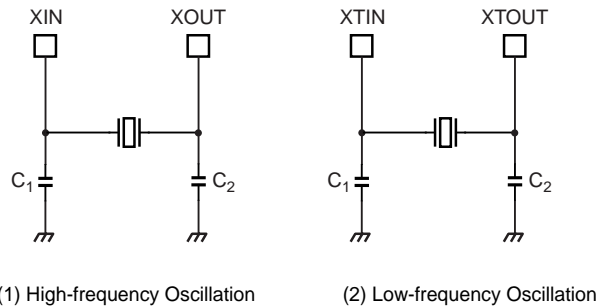 XIN XOUT XTIN XTOUT
C1 C2 C1 C2
(1) High-frequency Oscillation (2) Low-frequency Oscillation